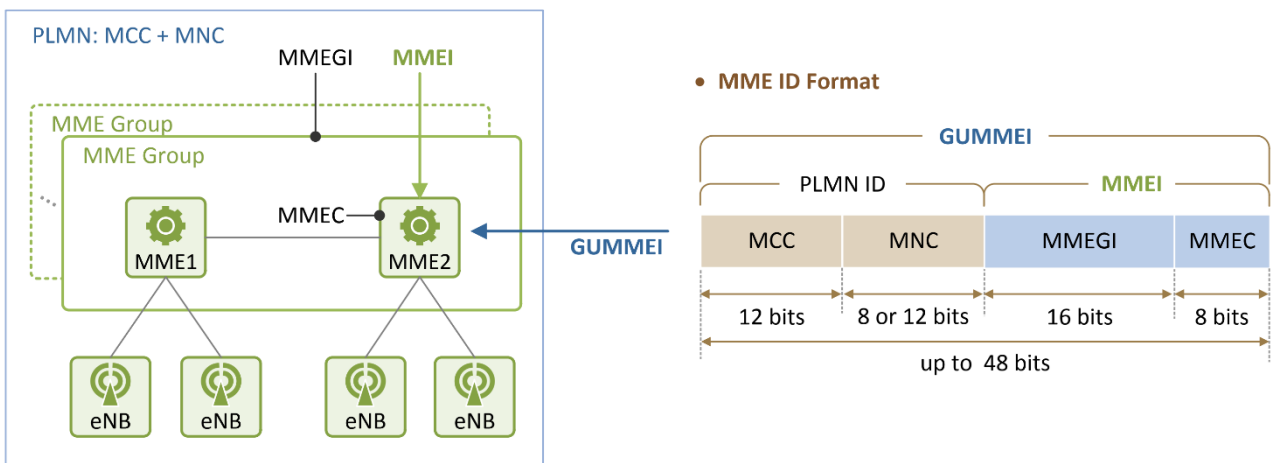 PLMN: MCC + MNC
MMEGI
MMEI
MME Group
MME Group
MMEC
MME1
MME2
GUMMEI
eNB
eNB
eNB
eNB
• MME ID Format
GUMMEI
PLMN ID
MMEI
MCC
MNC
MMEGI
MMEC
12 bits
8 or 12 bits
16 bits
8 bits
up to 48 bits